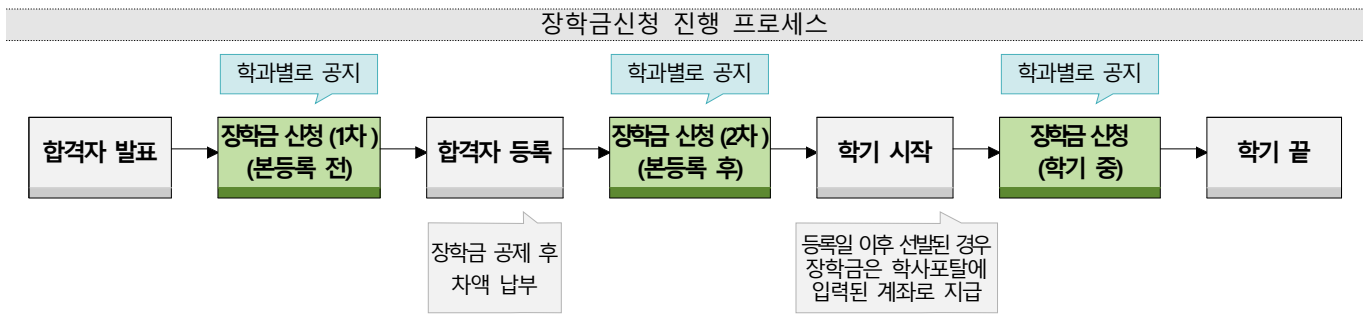 장학금신청 진행 프로세스
학과별로 공지
학과별로 공지
학과별로 공지
합격자 발표
장학금 신청 (1차)
(본등록 전)
합격자 등록
장학금 신청 (2차)
(본등록 후)
학기 시작
장학금 신청
(학기 중)
학기 끝
장학금 공제 후
차액 납부
등록일 이후 선발된 경우
장학금은 학사포탈에
입력된 계좌로 지급